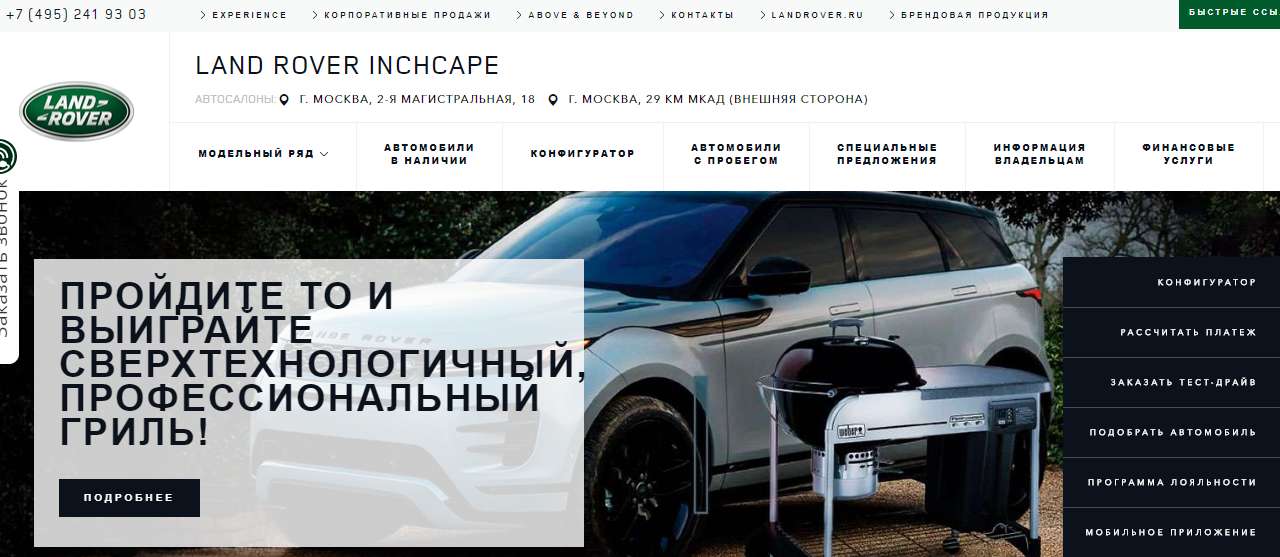 +7 (495) 241 93 03
EXPERIENCE
КОРПОРАТИВНЫЕ ПРОДАЖИ
ABOVE & BEYOND
КОНТАКТЫ
LANDROVER.RU
БРЕНДОВАЯ ПРОДУКЦИЯ
БЫСТРЫЕ
LAND ROVER INCHCAPE
LAND-
ROVER
АВТОСАЛОНЫ: Г. МОСКВА, 2-Я МАГИСТРАЛЬНАЯ, 18 Г. МОСКВА, 29 КМ МКАД (ВНЕШНЯЯ СТОРОНА)
Заказать звонок
МОДЕЛЬНЫЙ РЯД
АВТОМОБИЛИ
В НАЛИЧИИ
КОНФИГУРАТОР
АВТОМОБИЛИ
С ПРОБЕГОМ
СПЕЦИАЛЬНЫЕ
ПРЕДЛОЖЕНИЯ
ИНФОРМАЦИЯ
ВЛАДЕЛЬЦАМ
ФИНАНСОВЫЕ
УСЛУГИ
ПРОЙДИТЕ ТО И
ВЫИГРАЙТЕ
СВЕРХТЕХНОЛОГИЧНЫЙ,
ПРОФЕССИОНАЛЬНЫЙ
ГРИЛЬ!
ПОДРОБНЕЕ
RANGE ROVER
weber
КОНФИГУРАТОР
РАССЧИТАТЬ ПЛАТЕЖ
ЗАКАЗАТЬ ТЕСТ-ДРАЙВ
ПОДОБРАТЬ АВТОМОБИЛЬ
ПРОГРАММА ЛОЯЛЬНОСТИ
МОБИЛЬНОЕ ПРИЛОЖЕНИЕ